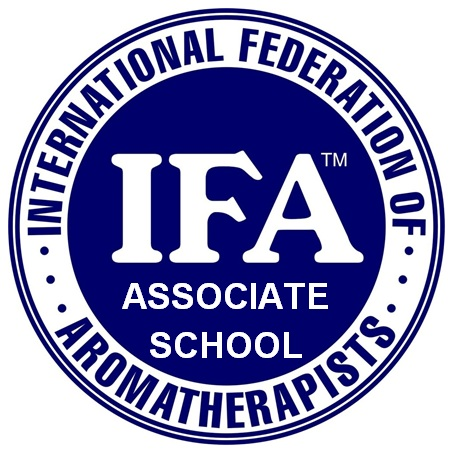 INTERNATIONAL FEDERATION OF
IFA™
ASSOCIATE
SCHOOL
AROMATHERAPISTS